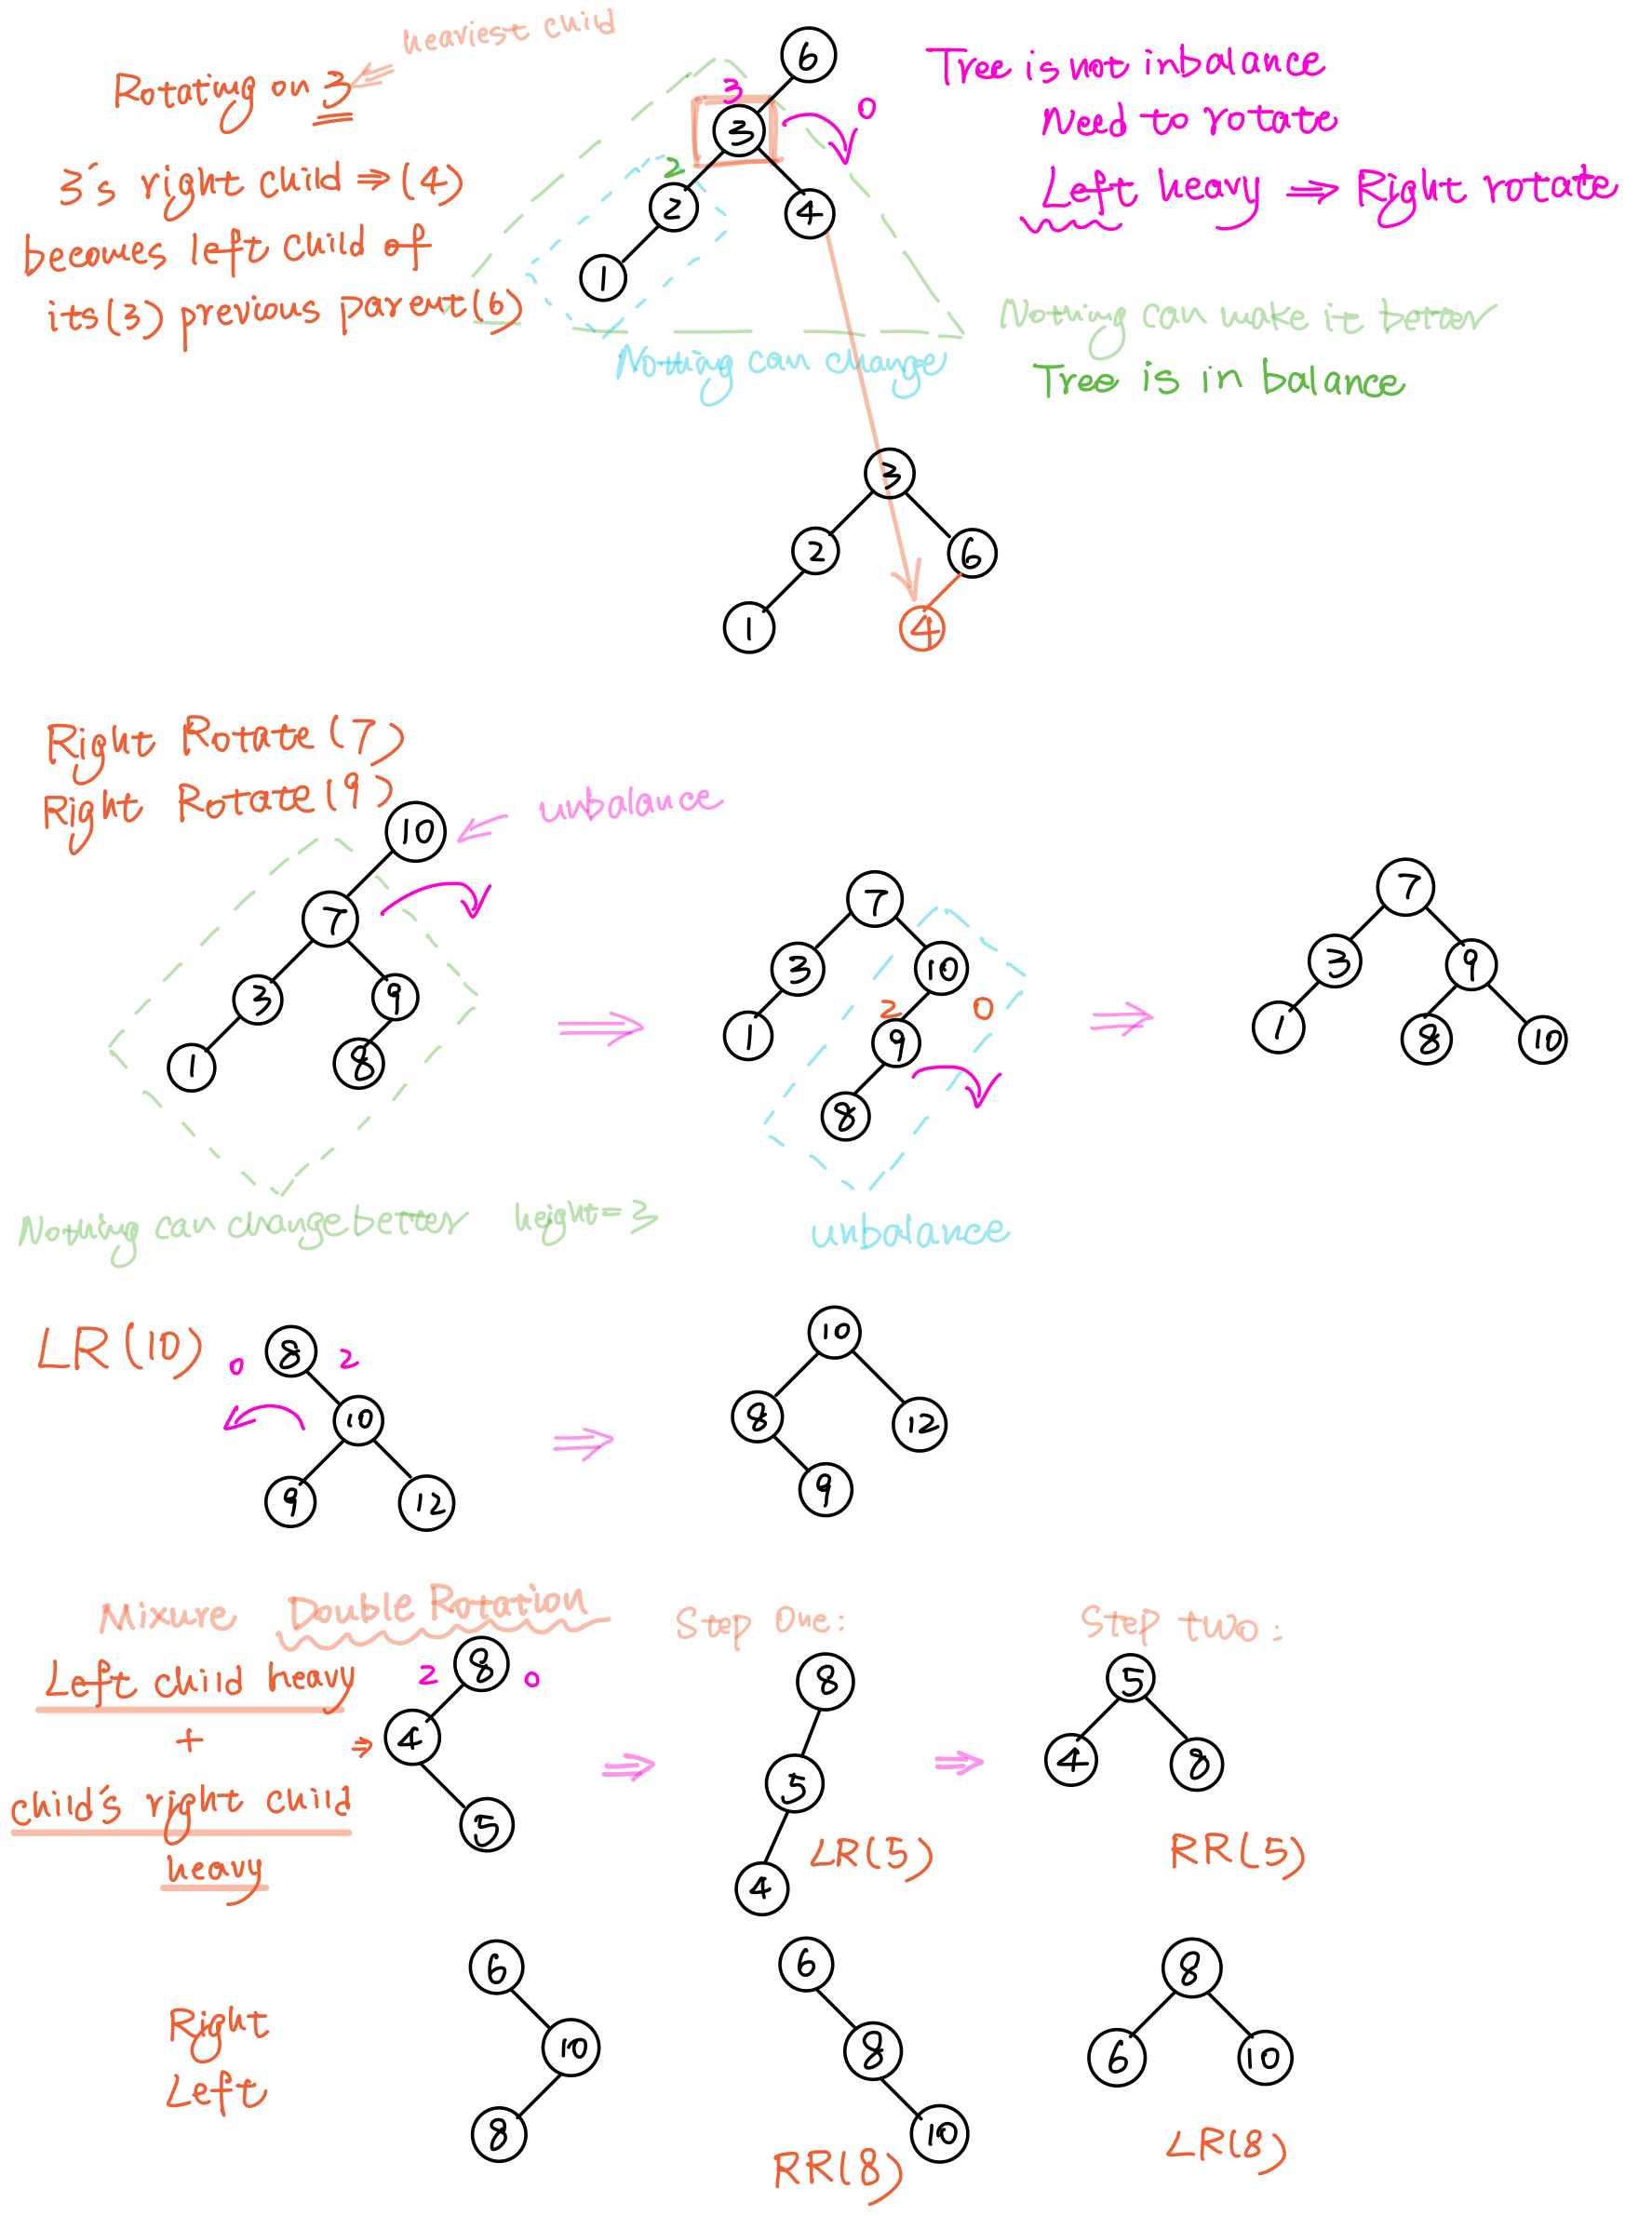 heaviest child
Rotating on 3
3's right child ⇒ (4)
becomes left child of
its(3) previous parent(6)
Tree is not inbalance
Need to rotate
Left heavy ⇒ Right rotate
Nothing can make it better
Tree is in balance
6
3
0
3
2
2
4
1
Nothing can change
3
2
6
1
4
Right Rotate (7)
Right Rotate (9)
unbalance
10
7
3
9
1
8
7
3
10
2
0
1
9
8
7
3
9
1
8
10
Nothing can change better height=3
unbalance
LR(10)
0
8
2
10
9
12
10
8
12
9
Mixure Double Rotation
Left child heavy
+
child's right child
heavy
⇒
2
8
0
4
5
Step One:
8
5
4
LR(5)
Step two:
5
4
8
RR(5)
Right
Left
6
10
8
6
8
10
RR(8)
8
6
10
LR(8)